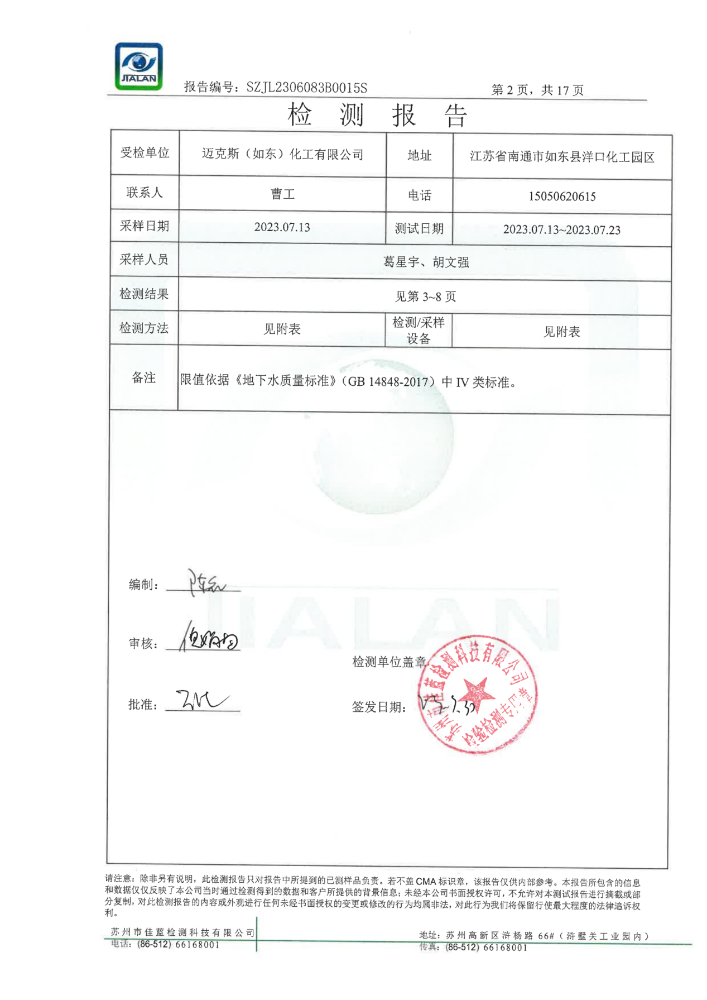 JIALAN
报告编号：SZJL2306083B0015S
第 2 页，共 17 页
检 测 报 告
受检单位 迈克斯（如东）化工有限公司 地址 江苏省南通市如东县洋口化工园区
联系人 曹工 电话 15050620615
采样日期 2023.07.13 测试日期 2023.07.13~2023.07.23
采样人员 葛星宇、胡文强
检测结果 见第 3~8 页
检测方法 见附表 检测/采样设备 见附表
备注 限值依据《地下水质量标准》（GB 14848-2017）中 IV 类标准。
JIALAN
编制：
审核：
批准：
检测单位盖章
签发日期：
苏州市佳蓝检测科技有限公司
检验检测专用章
请注意：除非另有说明，此检测报告只对报告中所提到的已测样品负责。若不盖 CMA 标识章，该报告仅供内部参考。本报告所包含的信息
和数据仅仅反映了本公司当时通过检测得到的数据和客户所提供的背景信息；未经本公司书面授权许可，不允许对本测试报告进行摘截或部
分复制，对此检测报告的内容或外观进行任何未经书面授权的变更或修改的行为均属非法，对此行为我们将保留行使最大程度的法律追诉权
利。
苏州市佳蓝检测科技有限公司
电话：(86-512) 66168001
地址：苏州高新区浒杨路 66#（浒墅关工业园内）
传真：(86-512) 66168001